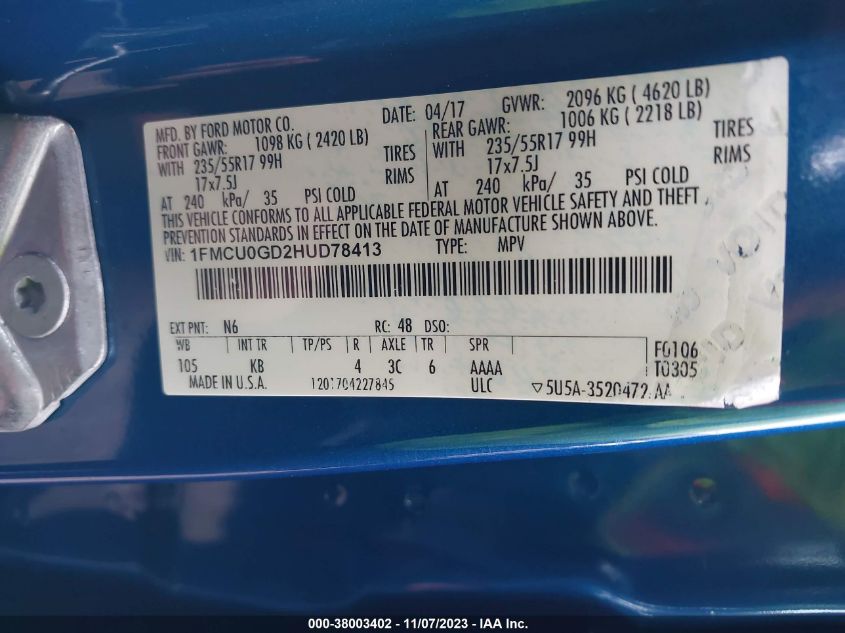 MFD. BY FORD MOTOR CO. DATE: 04/17 GVWR: 2096 KG ( 4620 LB)
FRONT GAWR: 1098 KG ( 2420 LB) REAR GAWR: 1006 KG ( 2218 LB)
WITH 235/55R17 99H TIRES WITH 235/55R17 99H TIRES
17x7.5J RIMS 17x7.5J RIMS
AT 240 kPa/ 35 PSI COLD AT 240 kPa/ 35 PSI COLD
THIS VEHICLE CONFORMS TO ALL APPLICABLE FEDERAL MOTOR VEHICLE SAFETY AND THEFT
PREVENTION STANDARDS IN EFFECT ON THE DATE OF MANUFACTURE SHOWN ABOVE.
VIN: 1FMCU0GD2HUD78413 TYPE: MPV
EXT PNT: N6 RC: 48 DSO:
WB INT TR TP/PS R AXLE TR SPR F0106
105 KB 4 3C 6 AAAA T0305
MADE IN U.S.A. 1201704227845 ULC ▽5U5A-3520472-AA
VOID
000-38003402 - 11/07/2023 - IAA Inc.